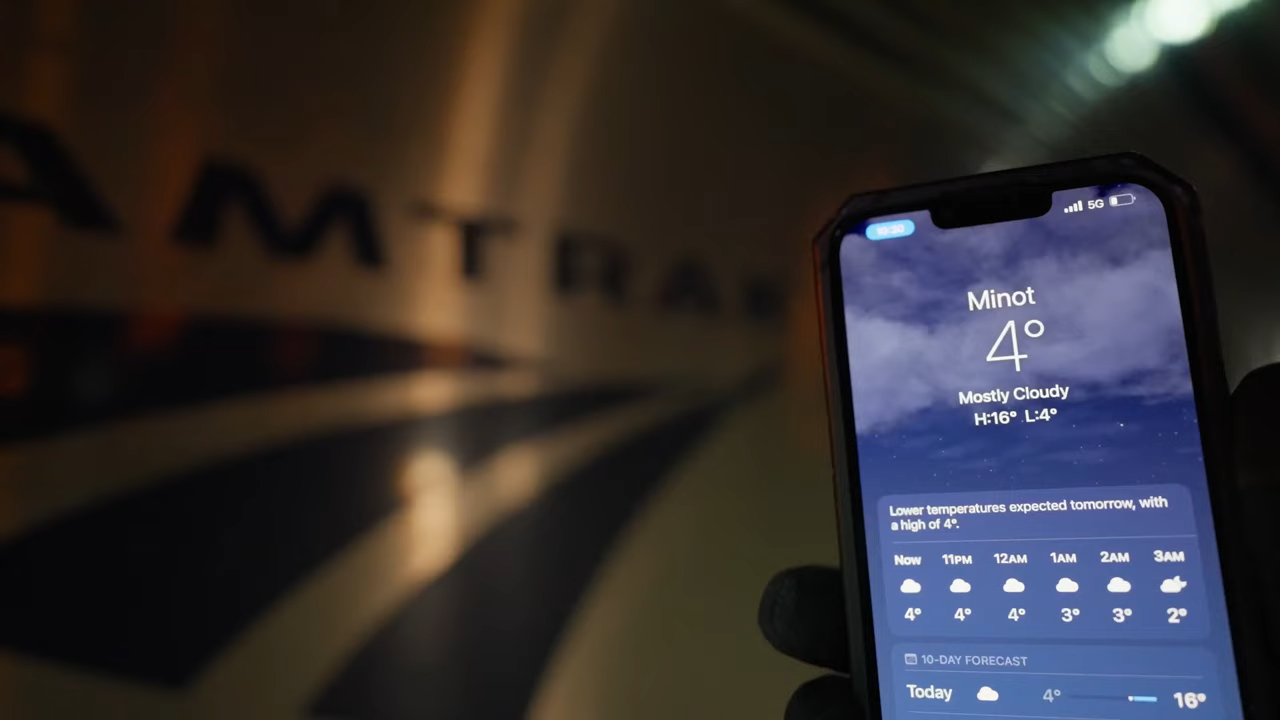 AMTRAK
5G
Minot
4°
Mostly Cloudy
H:16° L:4°
Lower temperatures expected tomorrow, with
a high of 4°.
Now 11PM 12AM 1AM 2AM 3AM
4° 4° 4° 3° 3° 2°
10-DAY FORECAST
Today 4° 16°